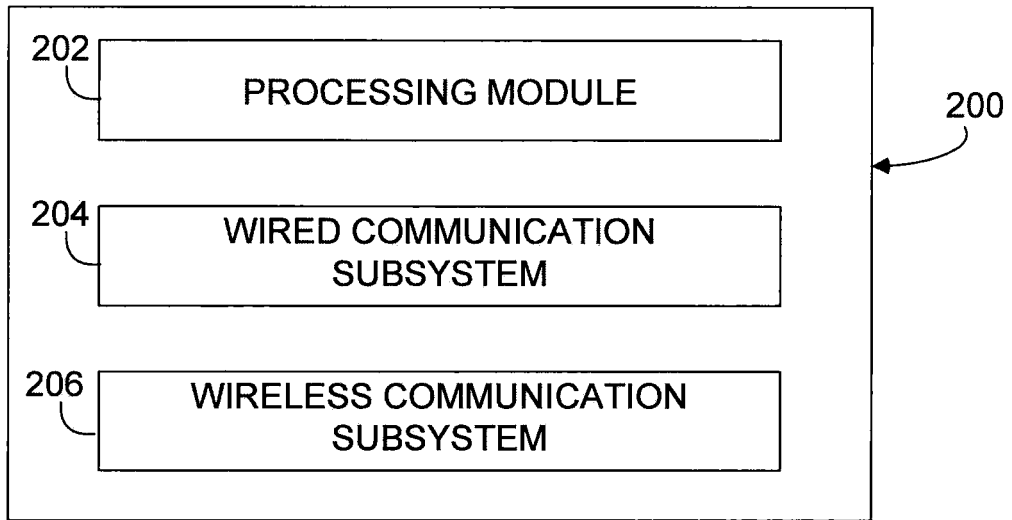 202
PROCESSING MODULE
200
204
WIRED COMMUNICATION
SUBSYSTEM
206
WIRELESS COMMUNICATION
SUBSYSTEM